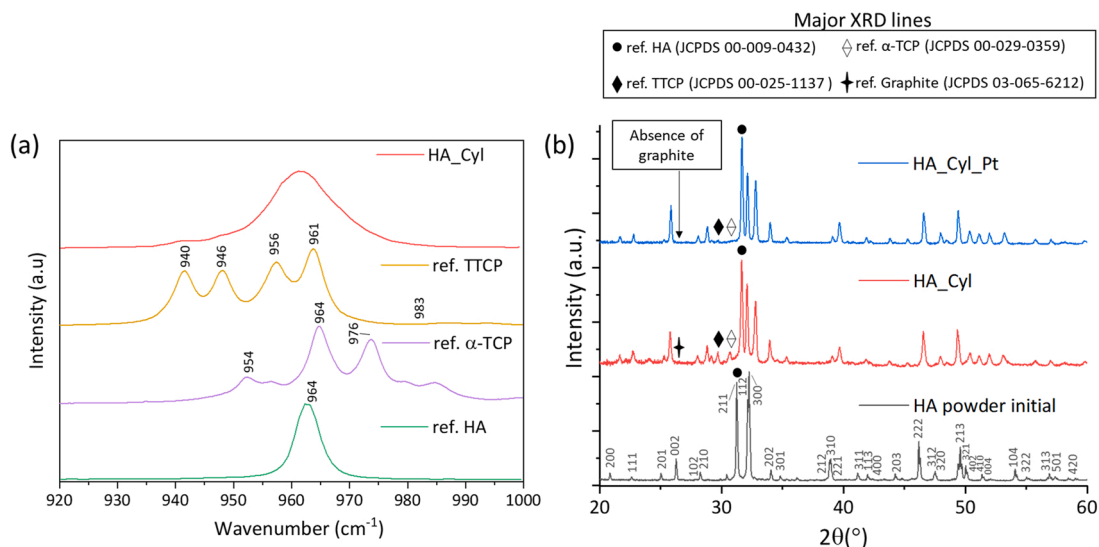 Major XRD lines
ref. HA (JCPDS 00-009-0432)
ref. α-TCP (JCPDS 00-029-0359)
ref. TTCP (JCPDS 00-025-1137 )
ref. Graphite (JCPDS 03-065-6212)
(a)
HA_Cyl
940
946
956
961
983
ref. TTCP
954
964
976
ref. α-TCP
964
ref. HA
920 930 940 950 960 970 980 990 1000
Wavenumber (cm-1)
Intensity (a.u)
(b)
Absence of
graphite
HA_Cyl_Pt
HA_Cyl
HA powder initial
200
111
201
002
102
210
211
112
300
202
301
212
310
221
311
113
400
203
222
312
320
213
321
402
410
004
104
322
313
501
420
20 30 40 50 60
2θ(°)
Intensity (a.u.)